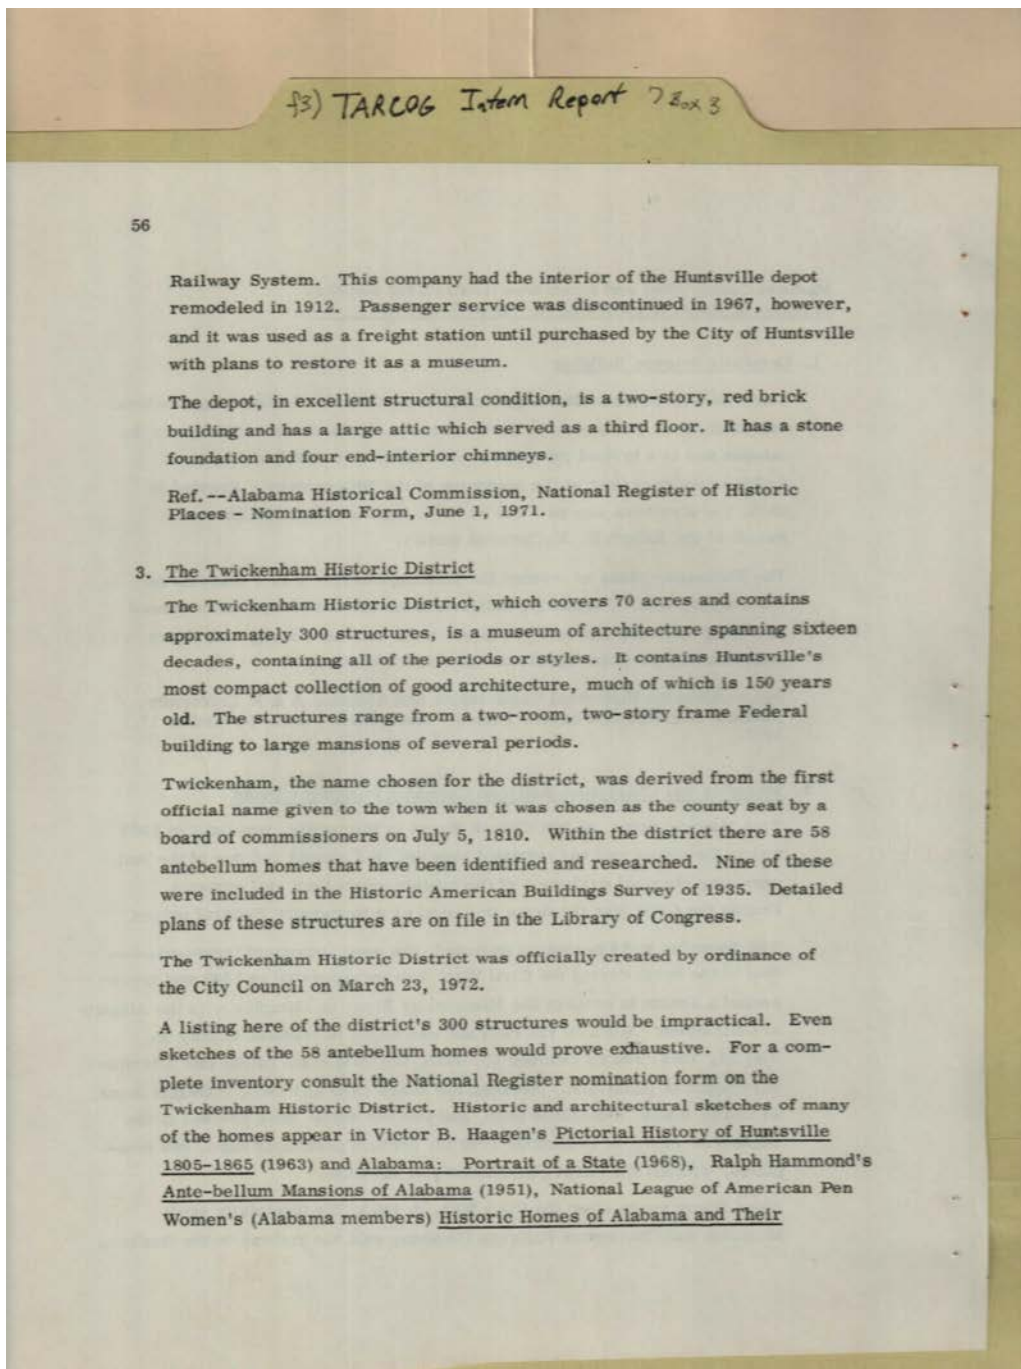 f3) TARCOG Intern Report 7 Box 3
56
Railway System. This company had the interior of the Huntsville depot
remodeled in 1912. Passenger service was discontinued in 1967, however,
and it was used as a freight station until purchased by the City of Huntsville
with plans to restore it as a museum.
The depot, in excellent structural condition, is a two-story, red brick
building and has a large attic which served as a third floor. It has a stone
foundation and four end-interior chimneys.
Ref.--Alabama Historical Commission, National Register of Historic
Places - Nomination Form, June 1, 1971.
3. The Twickenham Historic District
The Twickenham Historic District, which covers 70 acres and contains
approximately 300 structures, is a museum of architecture spanning sixteen
decades, containing all of the periods or styles. It contains Huntsville's
most compact collection of good architecture, much of which is 150 years
old. The structures range from a two-room, two-story frame Federal
building to large mansions of several periods.
Twickenham, the name chosen for the district, was derived from the first
official name given to the town when it was chosen as the county seat by a
board of commissioners on July 5, 1810. Within the district there are 58
antebellum homes that have been identified and researched. Nine of these
were included in the Historic American Buildings Survey of 1935. Detailed
plans of these structures are on file in the Library of Congress.
The Twickenham Historic District was officially created by ordinance of
the City Council on March 23, 1972.
A listing here of the district's 300 structures would be impractical. Even
sketches of the 58 antebellum homes would prove exhaustive. For a com-
plete inventory consult the National Register nomination form on the
Twickenham Historic District. Historic and architectural sketches of many
of the homes appear in Victor B. Haagen's Pictorial History of Huntsville
1805-1865 (1963) and Alabama: Portrait of a State (1968), Ralph Hammond's
Ante-bellum Mansions of Alabama (1951), National League of American Pen
Women's (Alabama members) Historic Homes of Alabama and Their